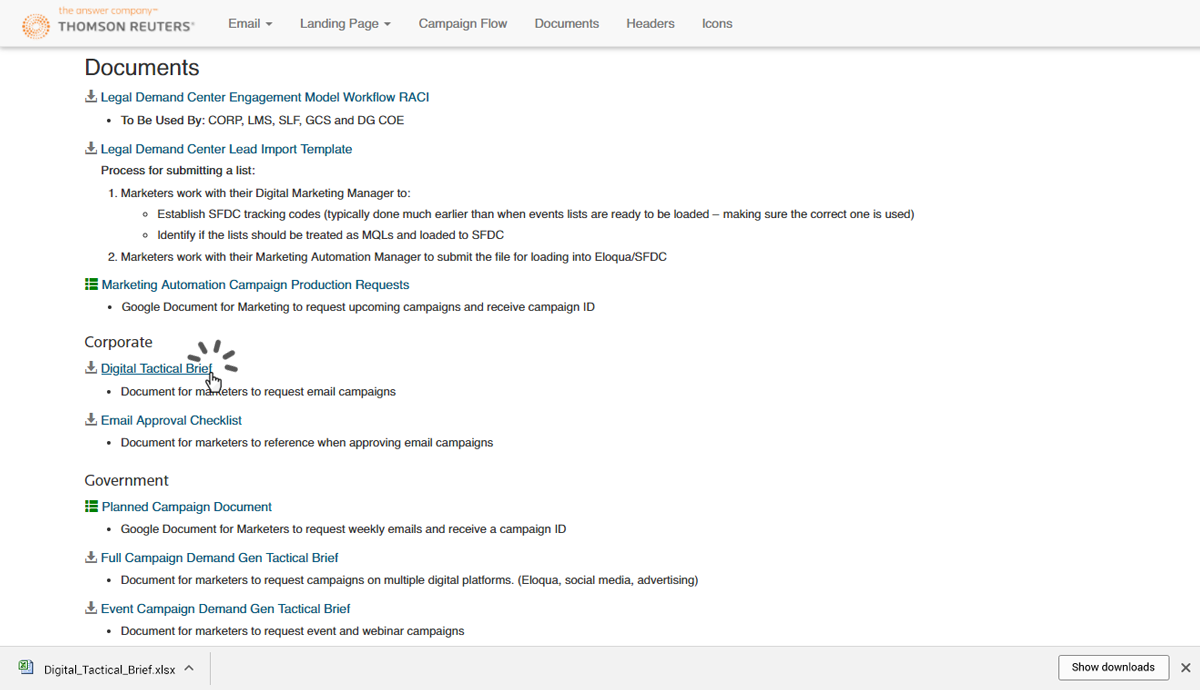 the answer company™
THOMSON REUTERS®
Email Landing Page Campaign Flow Documents Headers Icons
Documents
Legal Demand Center Engagement Model Workflow RACI
• To Be Used By: CORP, LMS, SLF, GCS and DG COE
Legal Demand Center Lead Import Template
Process for submitting a list:
1. Marketers work with their Digital Marketing Manager to:
◦ Establish SFDC tracking codes (typically done much earlier than when events lists are ready to be loaded – making sure the correct one is used)
◦ Identify if the lists should be treated as MQLs and loaded to SFDC
2. Marketers work with their Marketing Automation Manager to submit the file for loading into Eloqua/SFDC
Marketing Automation Campaign Production Requests
• Google Document for Marketing to request upcoming campaigns and receive campaign ID
Corporate
Digital Tactical Brief
• Document for marketers to request email campaigns
Email Approval Checklist
• Document for marketers to reference when approving email campaigns
Government
Planned Campaign Document
• Google Document for Marketers to request weekly emails and receive a campaign ID
Full Campaign Demand Gen Tactical Brief
• Document for marketers to request campaigns on multiple digital platforms. (Eloqua, social media, advertising)
Event Campaign Demand Gen Tactical Brief
• Document for marketers to request event and webinar campaigns
Digital_Tactical_Brief.xlsx
Show downloads